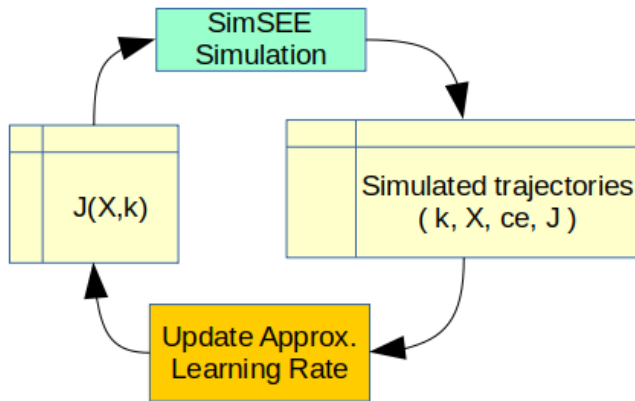 SimSEE
Simulation
J(X,k)
Simulated trajectories
( k, X, ce, J )
Update Approx.
Learning Rate